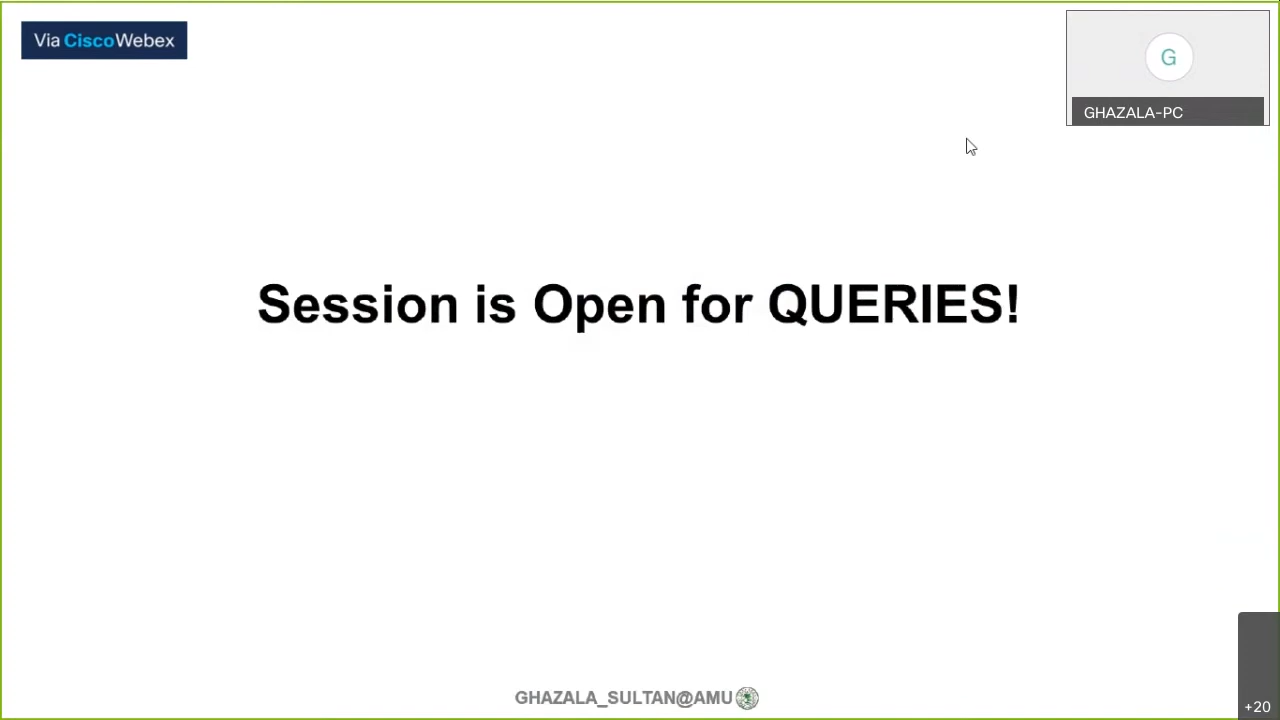 Via CiscoWebex
G
GHAZALA-PC
Session is Open for QUERIES!
GHAZALA_SULTAN@AMU
+20